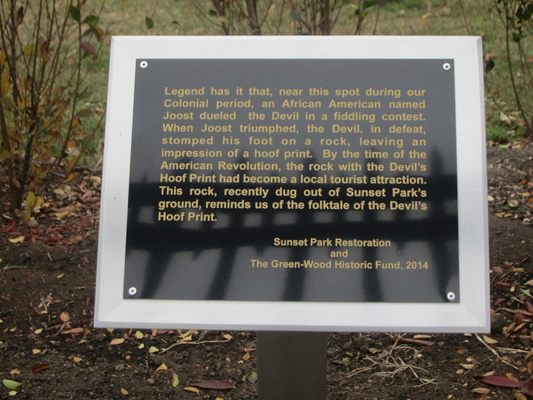 Legend has it that, near this spot during our
Colonial period, an African American named
Joost dueled the Devil in a fiddling contest.
When Joost triumphed, the Devil, in defeat,
stomped his foot on a rock, leaving an
impression of a hoof print. By the time of the
American Revolution, the rock with the Devil's
Hoof Print had become a local tourist attraction.
This rock, recently dug out of Sunset Park's
ground, reminds us of the folktale of the Devil's
Hoof Print.
Sunset Park Restoration
and
The Green-Wood Historic Fund, 2014